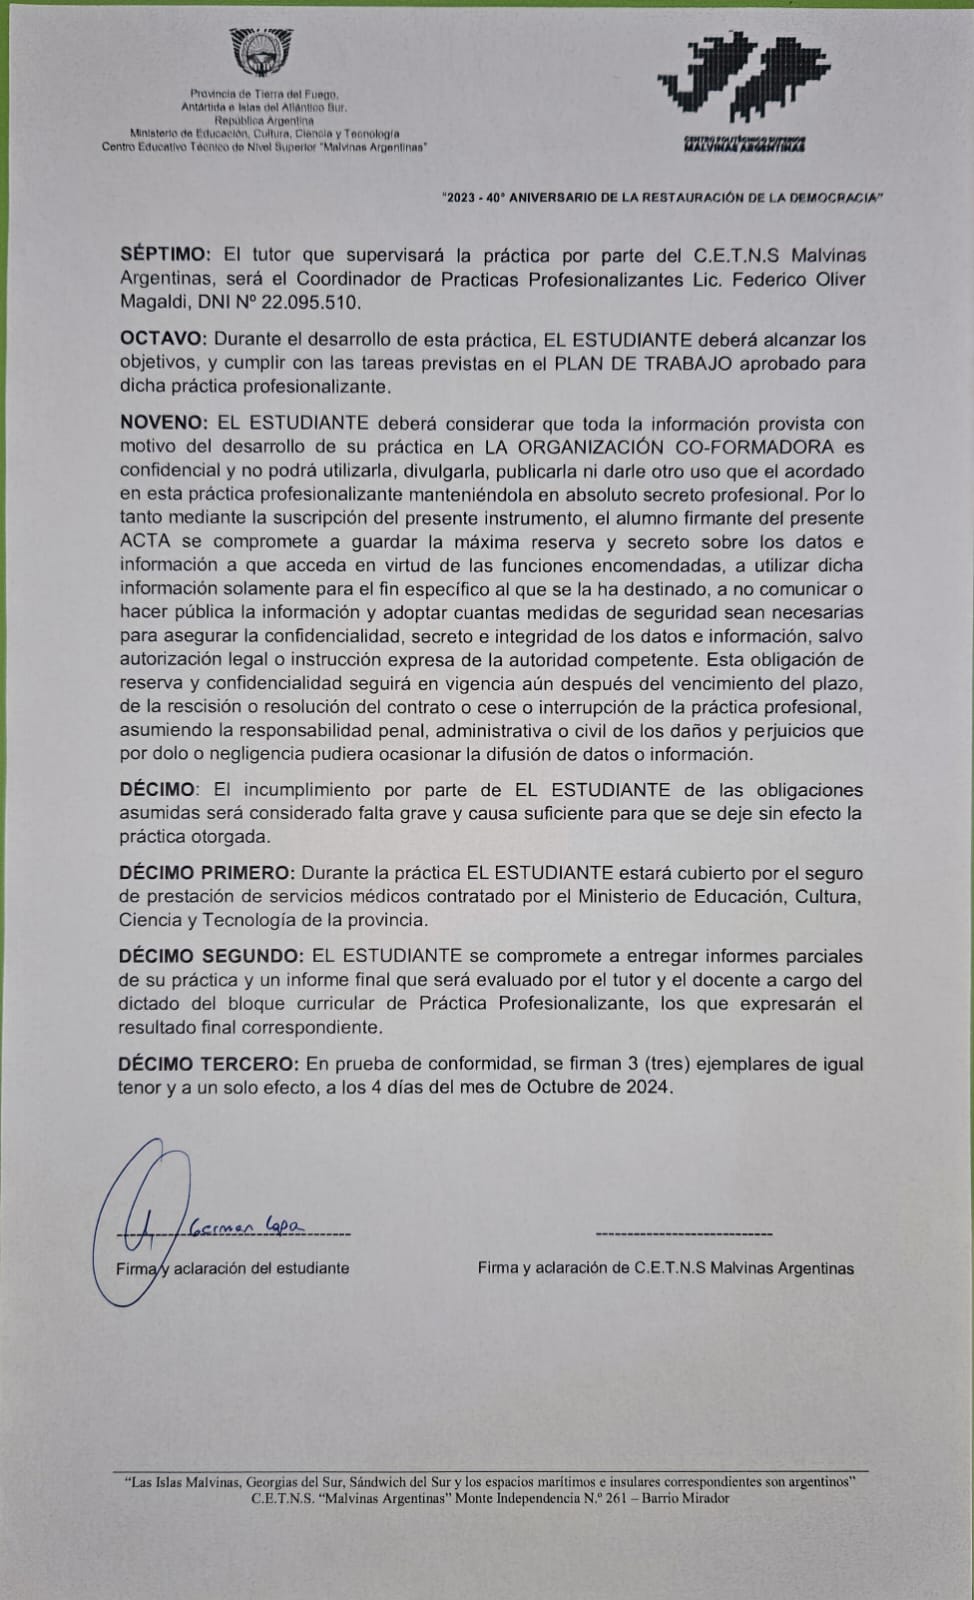 Provincia de Tierra del Fuego,
Antártida e Islas del Atlántico Sur.
República Argentina
Ministerio de Educación, Cultura, Ciencia y Tecnología
Centro Educativo Técnico de Nivel Superior "Malvinas Argentinas"
CENTRO POLITÉCNICO SUPERIOR
MALVINAS ARGENTINAS
"2023 - 40° ANIVERSARIO DE LA RESTAURACIÓN DE LA DEMOCRACIA"
SÉPTIMO: El tutor que supervisará la práctica por parte del C.E.T.N.S Malvinas
Argentinas, será el Coordinador de Practicas Profesionalizantes Lic. Federico Oliver
Magaldi, DNI Nº 22.095.510.
OCTAVO: Durante el desarrollo de esta práctica, EL ESTUDIANTE deberá alcanzar los
objetivos, y cumplir con las tareas previstas en el PLAN DE TRABAJO aprobado para
dicha práctica profesionalizante.
NOVENO: EL ESTUDIANTE deberá considerar que toda la información provista con
motivo del desarrollo de su práctica en LA ORGANIZACIÓN CO-FORMADORA es
confidencial y no podrá utilizarla, divulgarla, publicarla ni darle otro uso que el acordado
en esta práctica profesionalizante manteniéndola en absoluto secreto profesional. Por lo
tanto mediante la suscripción del presente instrumento, el alumno firmante del presente
ACTA se compromete a guardar la máxima reserva y secreto sobre los datos e
información a que acceda en virtud de las funciones encomendadas, a utilizar dicha
información solamente para el fin específico al que se la ha destinado, a no comunicar o
hacer pública la información y adoptar cuantas medidas de seguridad sean necesarias
para asegurar la confidencialidad, secreto e integridad de los datos e información, salvo
autorización legal o instrucción expresa de la autoridad competente. Esta obligación de
reserva y confidencialidad seguirá en vigencia aún después del vencimiento del plazo,
de la rescisión o resolución del contrato o cese o interrupción de la práctica profesional,
asumiendo la responsabilidad penal, administrativa o civil de los daños y perjuicios que
por dolo o negligencia pudiera ocasionar la difusión de datos o información.
DÉCIMO: El incumplimiento por parte de EL ESTUDIANTE de las obligaciones
asumidas será considerado falta grave y causa suficiente para que se deje sin efecto la
práctica otorgada.
DÉCIMO PRIMERO: Durante la práctica EL ESTUDIANTE estará cubierto por el seguro
de prestación de servicios médicos contratado por el Ministerio de Educación, Cultura,
Ciencia y Tecnología de la provincia.
DÉCIMO SEGUNDO: EL ESTUDIANTE se compromete a entregar informes parciales
de su práctica y un informe final que será evaluado por el tutor y el docente a cargo del
dictado del bloque curricular de Práctica Profesionalizante, los que expresarán el
resultado final correspondiente.
DÉCIMO TERCERO: En prueba de conformidad, se firman 3 (tres) ejemplares de igual
tenor y a un solo efecto, a los 4 días del mes de Octubre de 2024.
German Capa
Firma y aclaración del estudiante
Firma y aclaración de C.E.T.N.S Malvinas Argentinas
"Las Islas Malvinas, Georgias del Sur, Sándwich del Sur y los espacios marítimos e insulares correspondientes son argentinos"
C.E.T.N.S. "Malvinas Argentinas" Monte Independencia N.º 261 – Barrio Mirador